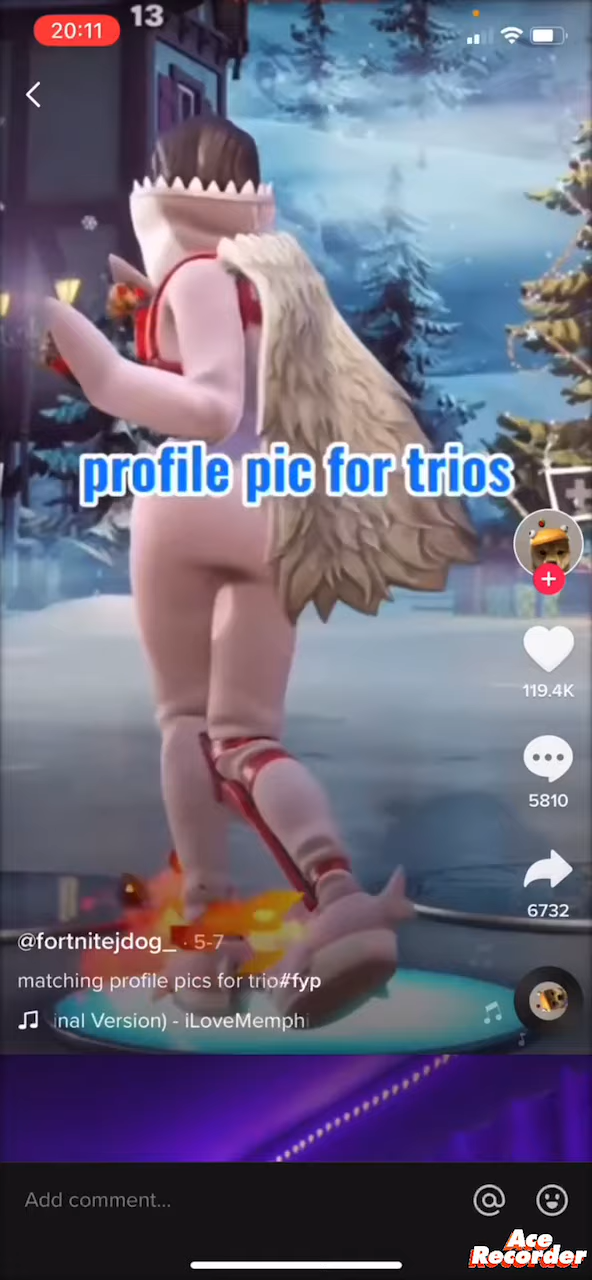 20:11
13
profile pic for trios
119.4K
5810
6732
@fortnitejdog_ · 5-7
matching profile pics for trio#fyp
inal Version) - iLoveMemphi
Add comment...
Ace
Recorder